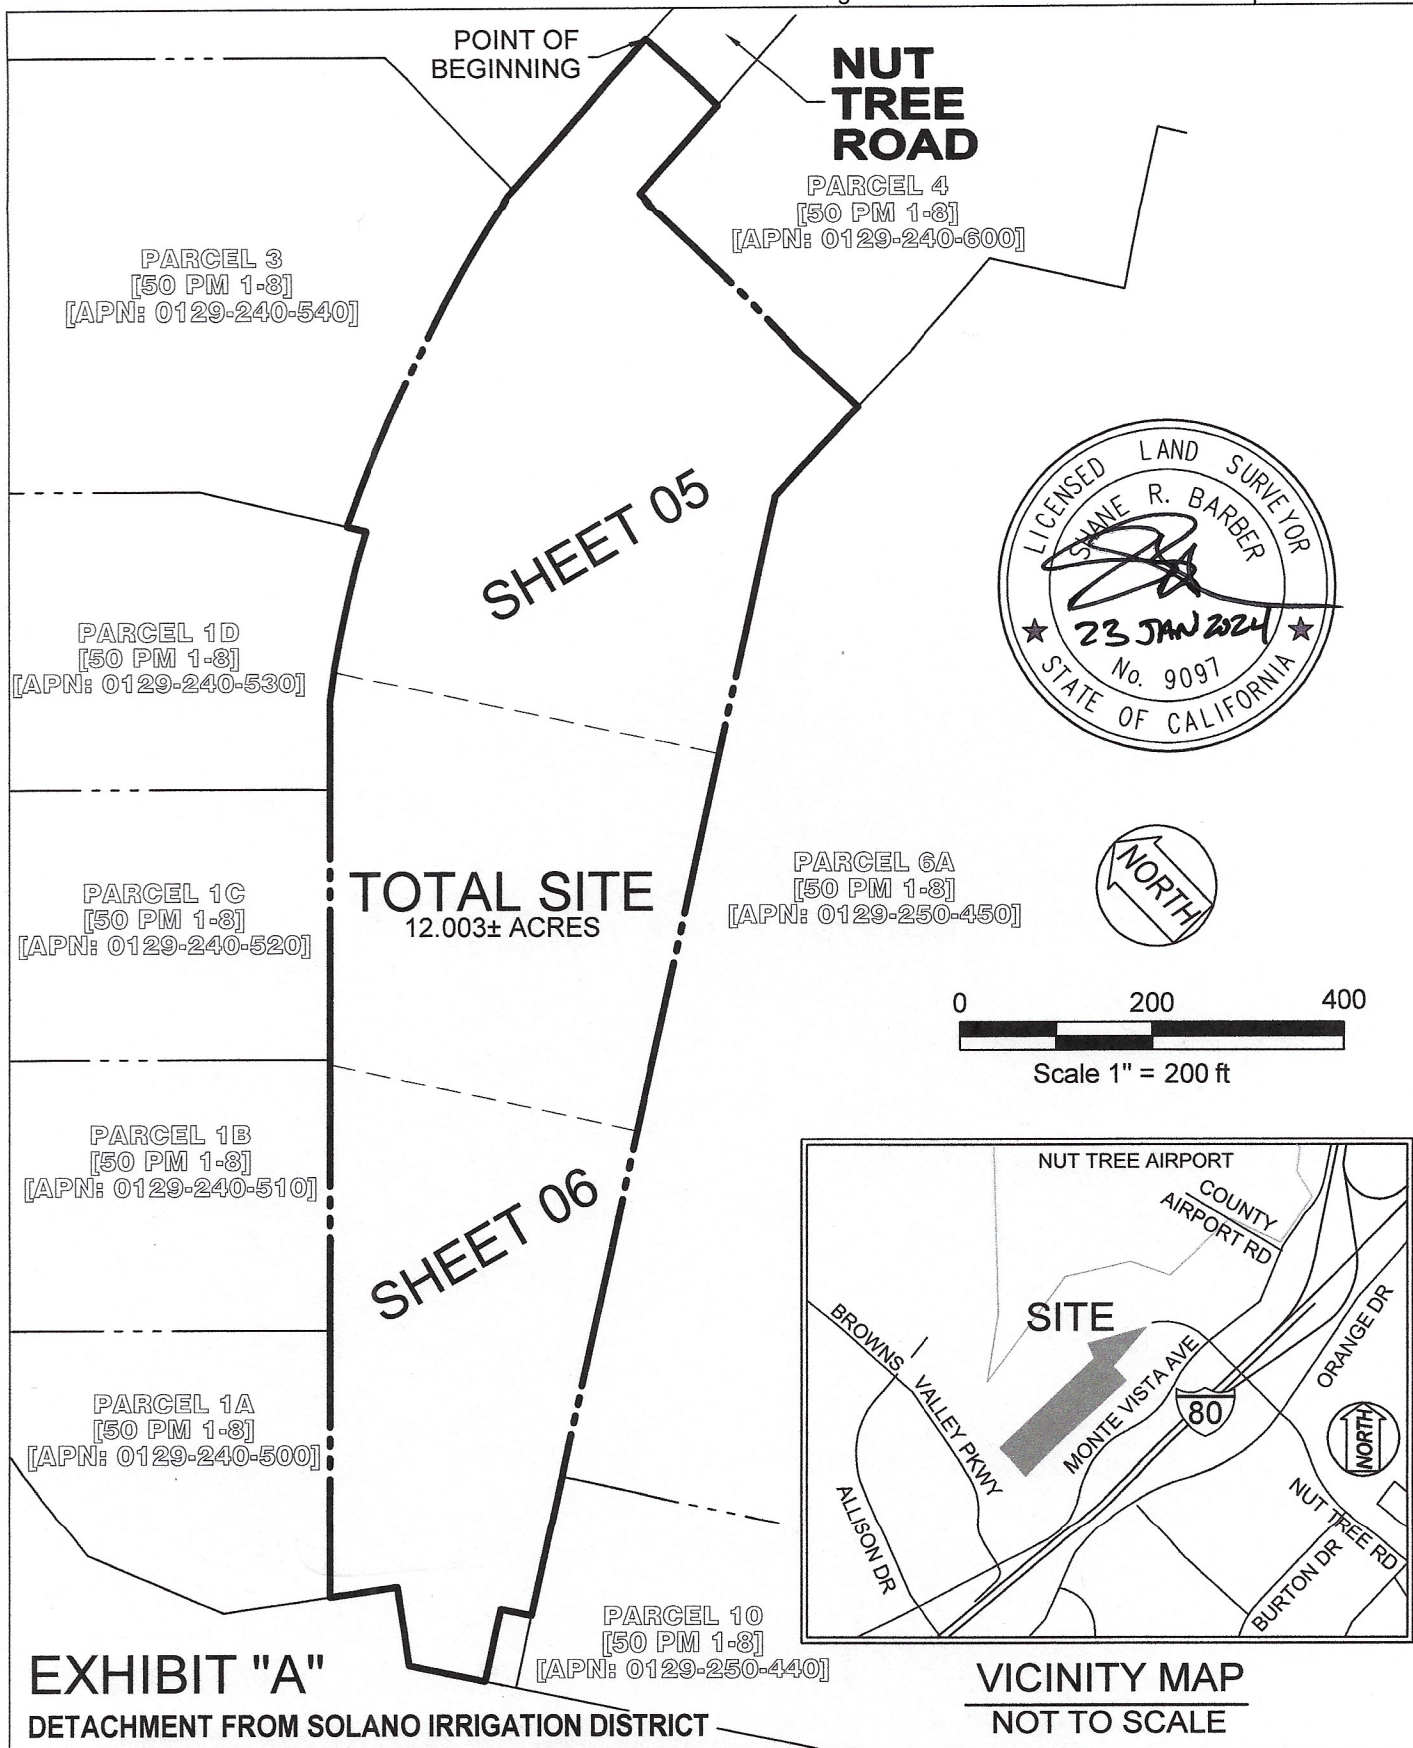 POINT OF
BEGINNING
NUT
TREE
ROAD
PARCEL 4
[50 PM 1-8]
[APN: 0129-240-600]
PARCEL 3
[50 PM 1-8]
[APN: 0129-240-540]
SHEET 05
LICENSED LAND SURVEYOR
SHANE R. BARBER
23 JAN 2024
No. 9097
STATE OF CALIFORNIA
PARCEL 1D
[50 PM 1-8]
[APN: 0129-240-530]
TOTAL SITE
12.003± ACRES
PARCEL 6A
[50 PM 1-8]
[APN: 0129-250-450]
NORTH
PARCEL 1C
[50 PM 1-8]
[APN: 0129-240-520]
0 200 400
Scale 1" = 200 ft
PARCEL 1B
[50 PM 1-8]
[APN: 0129-240-510]
SHEET 06
NUT TREE AIRPORT
COUNTY
AIRPORT RD
SITE
BROWNS VALLEY PKWY
MONTE VISTA AVE
ORANGE DR
80
NORTH
ALLISON DR
NUT TREE RD
BURTON DR
PARCEL 1A
[50 PM 1-8]
[APN: 0129-240-500]
PARCEL 10
[50 PM 1-8]
[APN: 0129-250-440]
EXHIBIT "A"
DETACHMENT FROM SOLANO IRRIGATION DISTRICT
VICINITY MAP
NOT TO SCALE